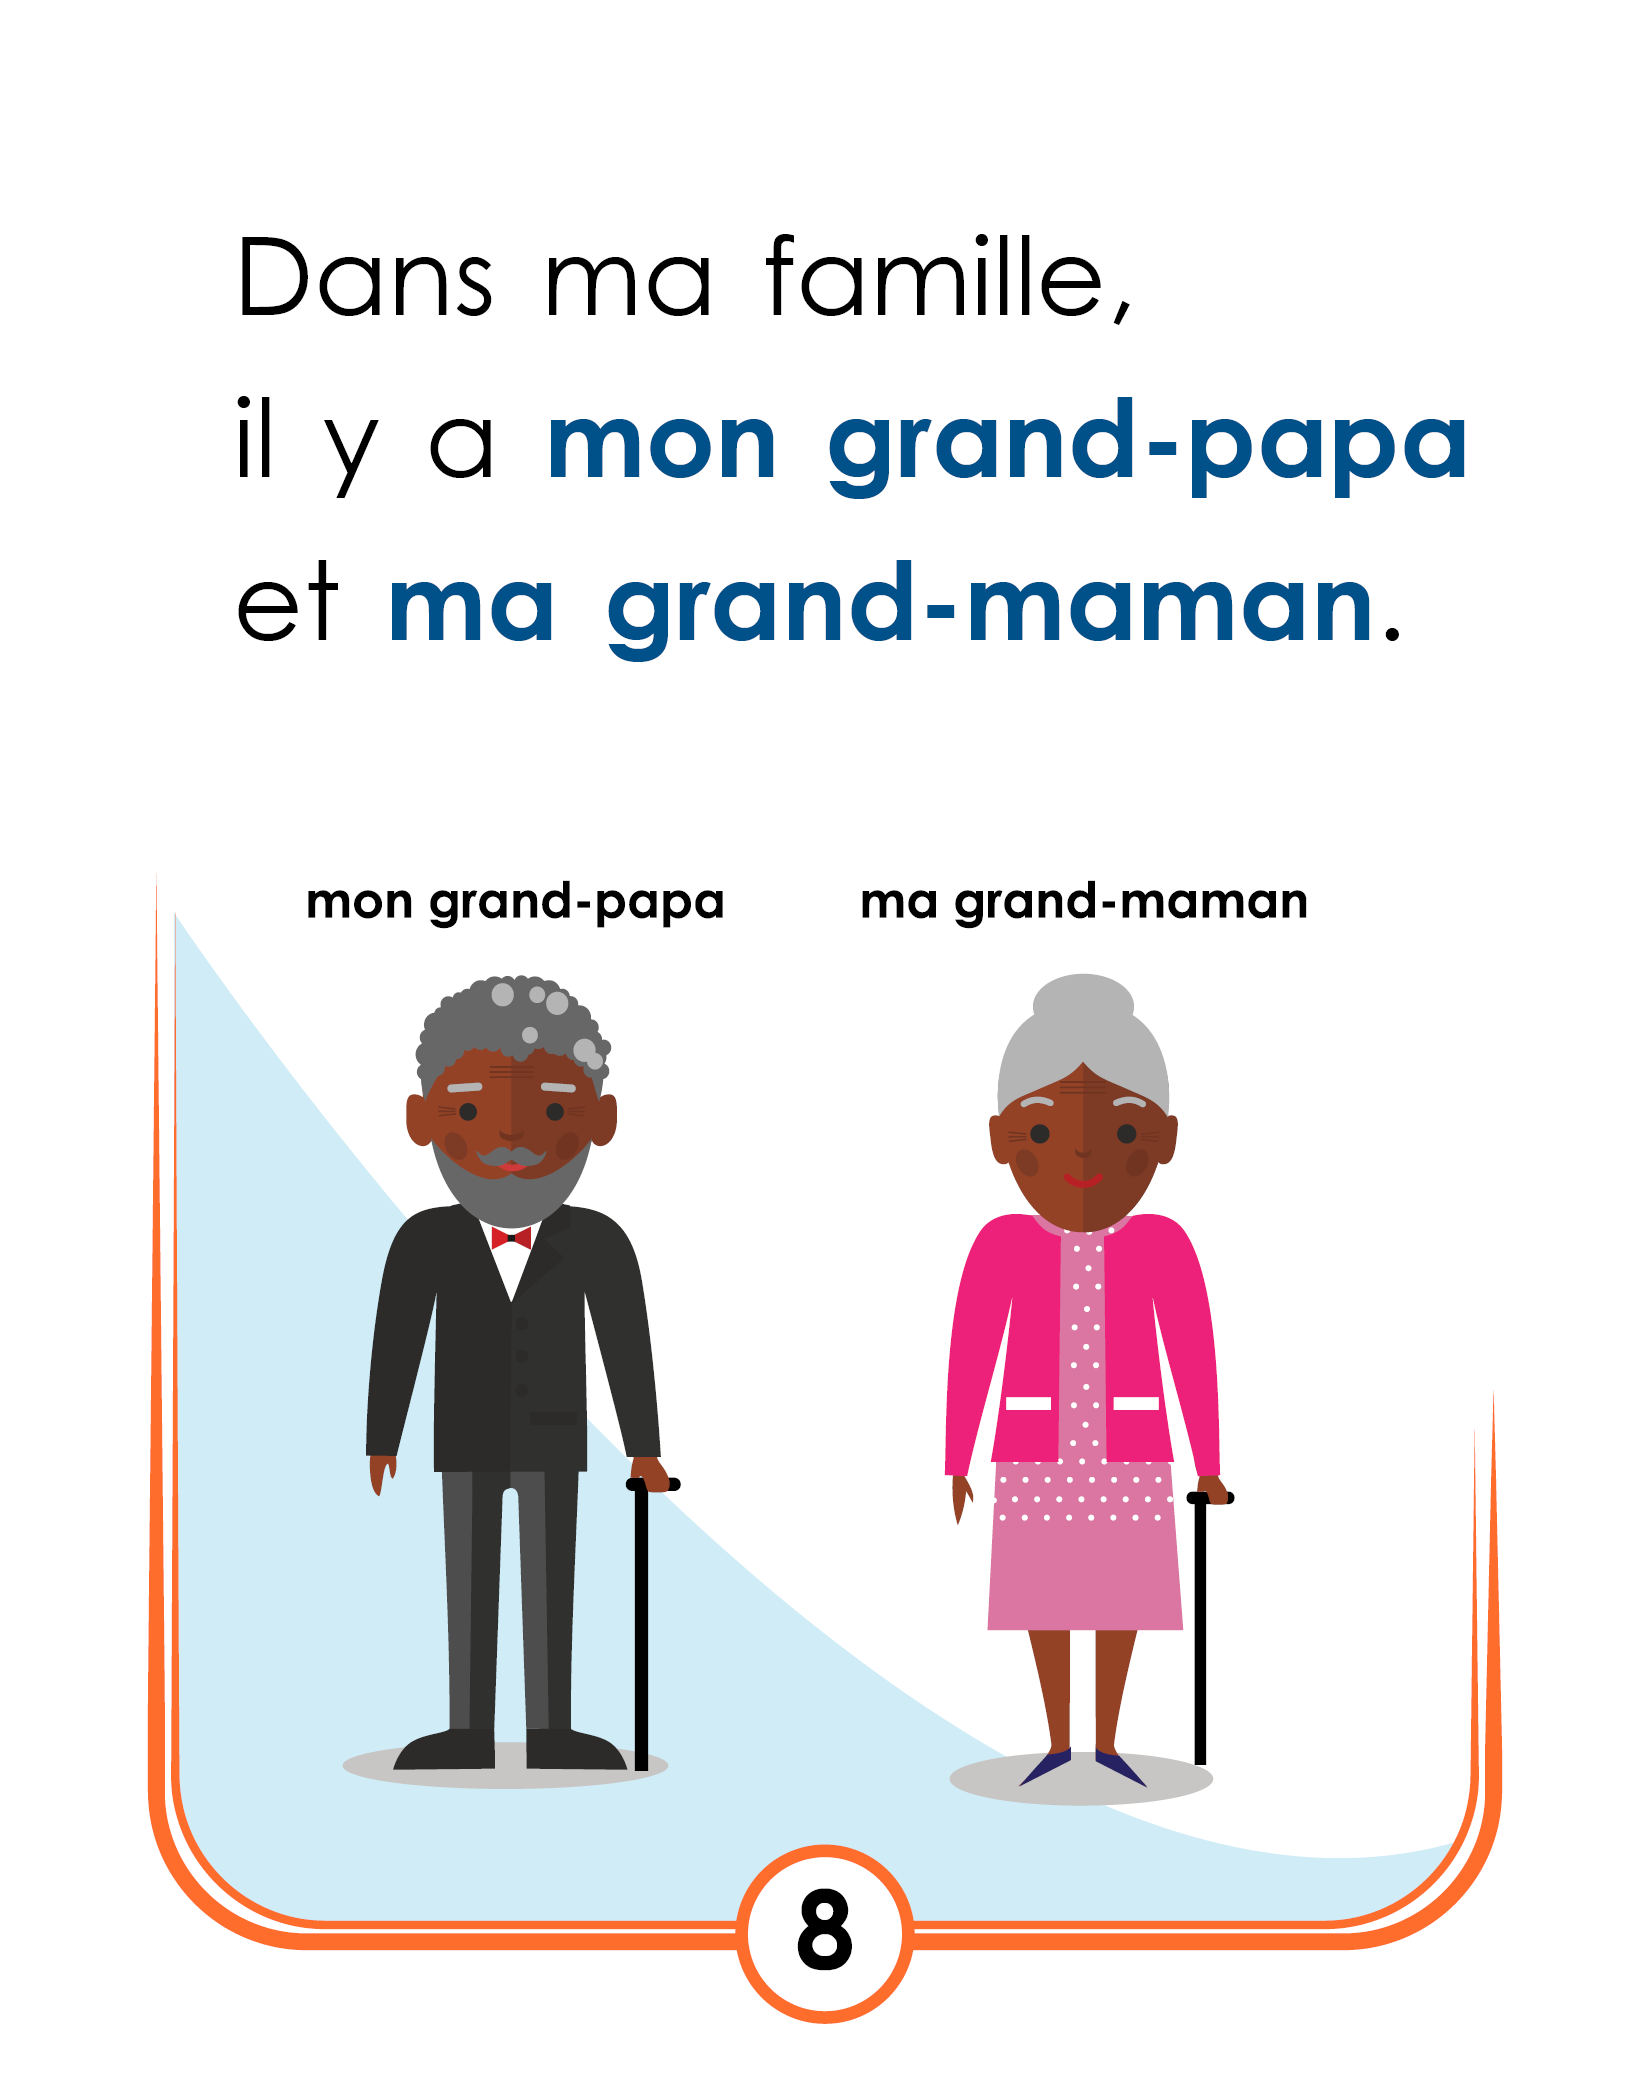 Dans ma famille,
il y a mon grand-papa
et ma grand-maman.
mon grand-papa
ma grand-maman
8